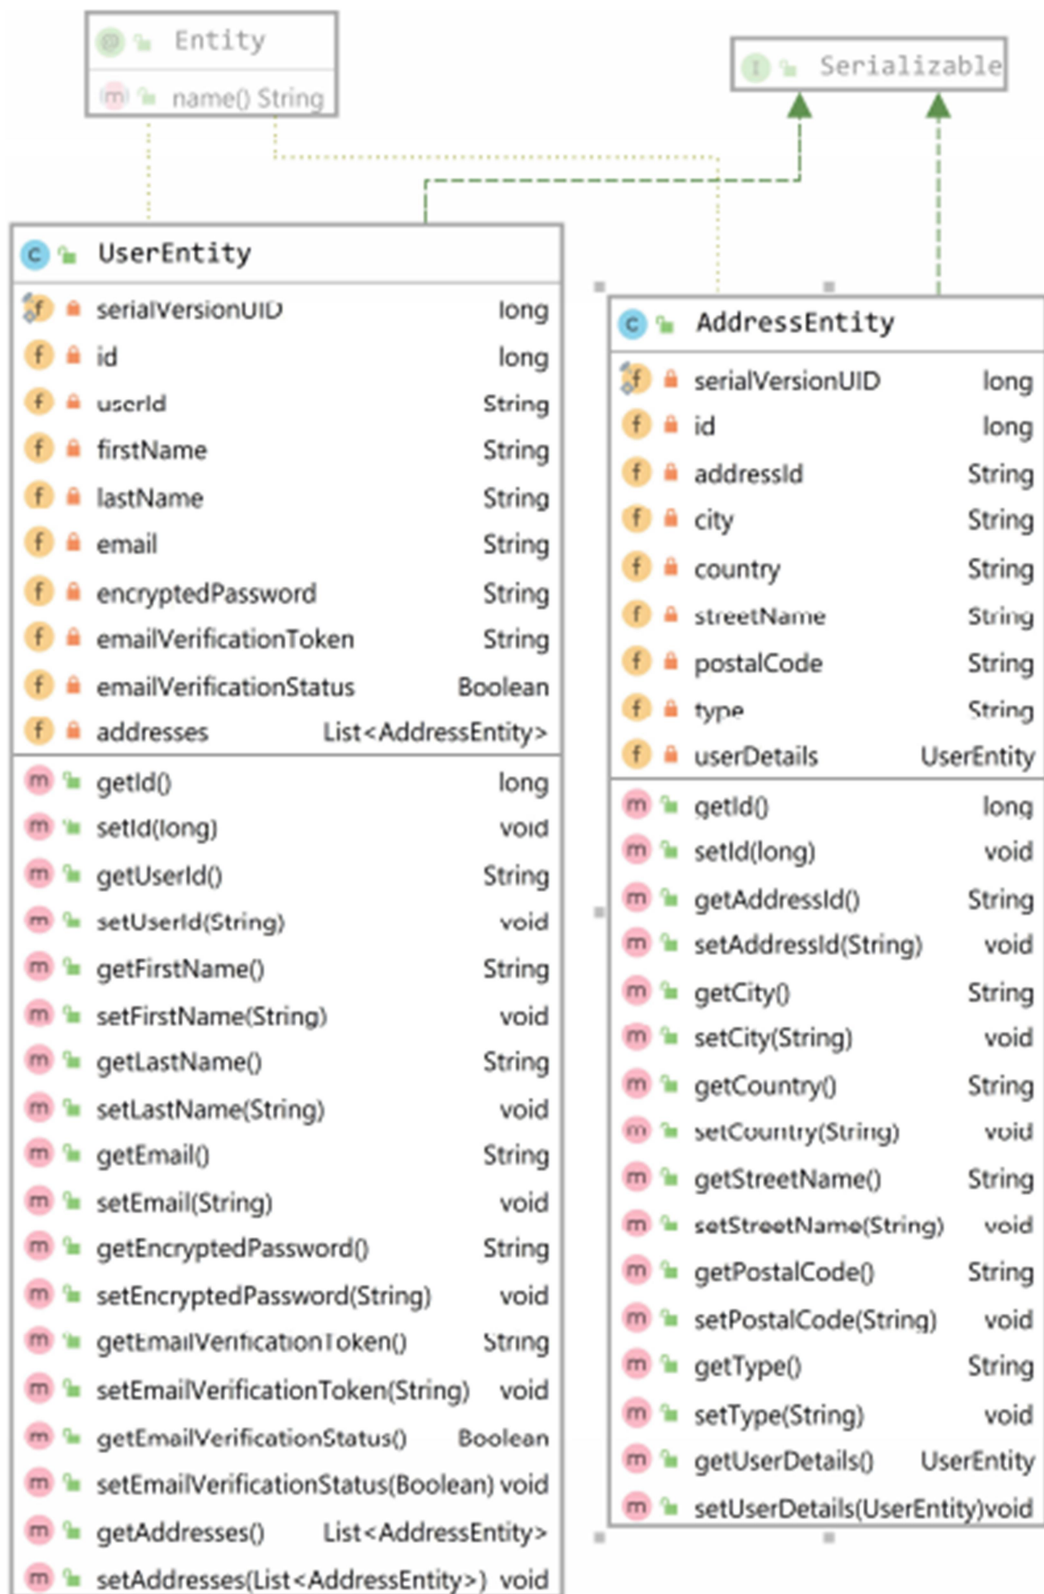 Entity
name() String
Serializable
UserEntity
serialVersionUID long
id long
userId String
firstName String
lastName String
email String
encryptedPassword String
emailVerificationToken String
emailVerificationStatus Boolean
addresses List<AddressEntity>
getId() long
setId(long) void
getUserId() String
setUserId(String) void
getFirstName() String
setFirstName(String) void
getLastName() String
setLastName(String) void
getEmail() String
setEmail(String) void
getEncryptedPassword() String
setEncryptedPassword(String) void
getEmailVerificationToken() String
setEmailVerificationToken(String) void
getEmailVerificationStatus() Boolean
setEmailVerificationStatus(Boolean) void
getAddresses() List<AddressEntity>
setAddresses(List<AddressEntity>) void
AddressEntity
serialVersionUID long
id long
addressId String
city String
country String
streetName String
postalCode String
type String
userDetails UserEntity
getId() long
setId(long) void
getAddressId() String
setAddressId(String) void
getCity() String
setCity(String) void
getCountry() String
setCountry(String) void
getStreetName() String
setStreetName(String) void
getPostalCode() String
setPostalCode(String) void
getType() String
setType(String) void
getUserDetails() UserEntity
setUserDetails(UserEntity)void